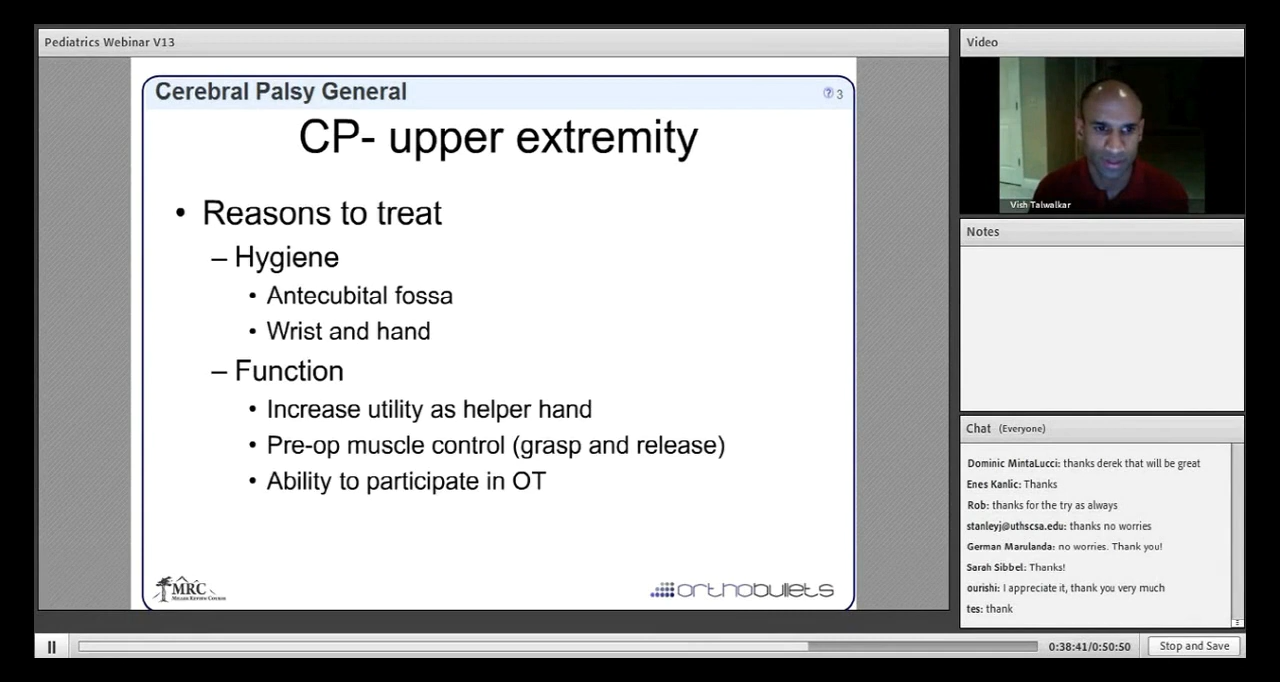 Pediatrics Webinar V13
Cerebral Palsy General
? 3
CP- upper extremity
• Reasons to treat
– Hygiene
• Antecubital fossa
• Wrist and hand
– Function
• Increase utility as helper hand
• Pre-op muscle control (grasp and release)
• Ability to participate in OT
MRC
MILLER REVIEW COURSE
orthobullets
Video
Vish Talwalkar
Notes
Chat (Everyone)
Dominic MintaLucci: thanks derek that will be great
Enes Kanlic: Thanks
Rob: thanks for the try as always
stanleyj@uthscsa.edu: thanks no worries
German Marulanda: no worries. Thank you!
Sarah Sibbel: Thanks!
ourishi: I appreciate it, thank you very much
tes: thank
0:38:41/0:50:50
Stop and Save